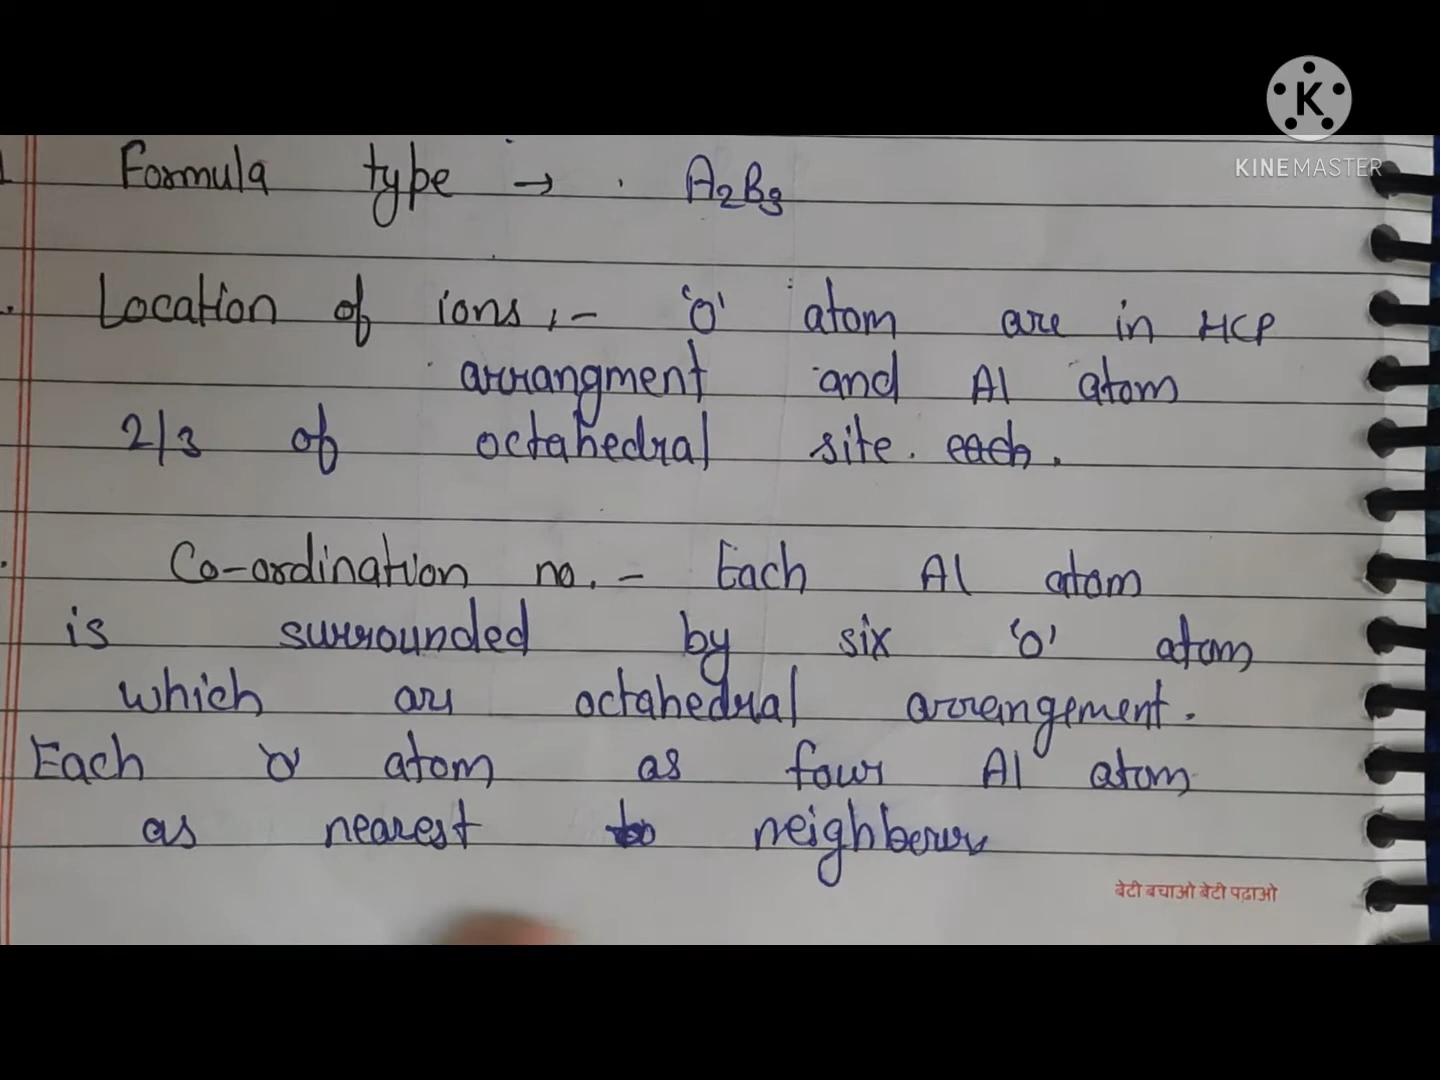 KINEMASTER
Formula type → A₂B₃
Location of ions,- 'O' atom are in HCP
arrangment and Al atom
2/3 of octahedral site. each.
Co-ordination no. - Each Al atom
is surrounded by six 'O' atom
which are octahedral arrangement.
Each O atom as four Al atom
as nearest neighbour
बेटी बचाओ बेटी पढ़ाओ